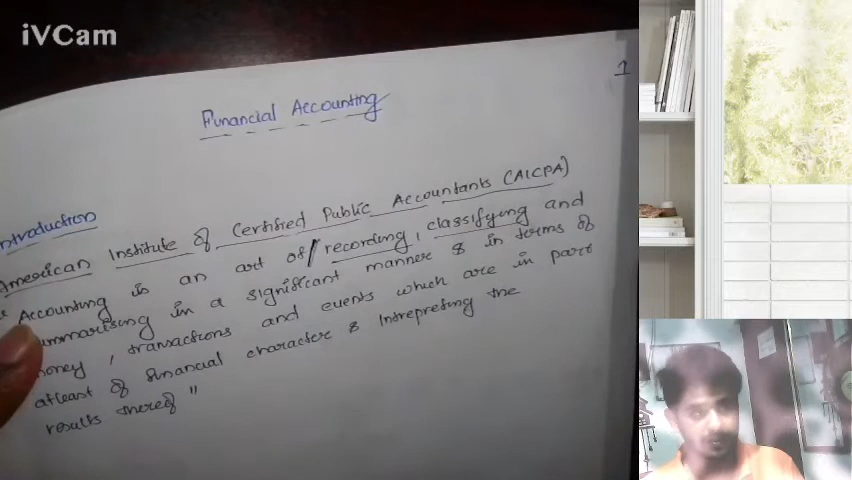 iVCam
1
Financial Accounting
Introduction
American Institute of Certified Public Accountants (AICPA)
Accounting is an art of recording, classifying and
summarising in a significant manner & in terms of
money, transactions and events which are in part
atleast of financial character & Intrepreting the
results thereof "